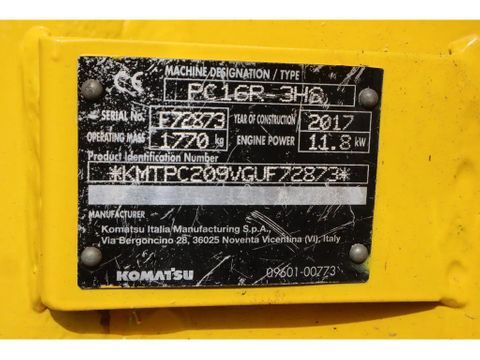 CE MACHINE DESIGNATION / TYPE
PC16R-3HS
SERIAL No. F72873 YEAR OF CONSTRUCTION 2017
OPERATING MASS 1770 kg ENGINE POWER 11.8 kW
Product Identification Number
*KMTPC209VGUF72873*
MANUFACTURER
Komatsu Italia Manufacturing S.p.A.,
Via Bergoncino 28, 36025 Noventa Vicentina (VI), Italy
KOMATSU 09601-00773